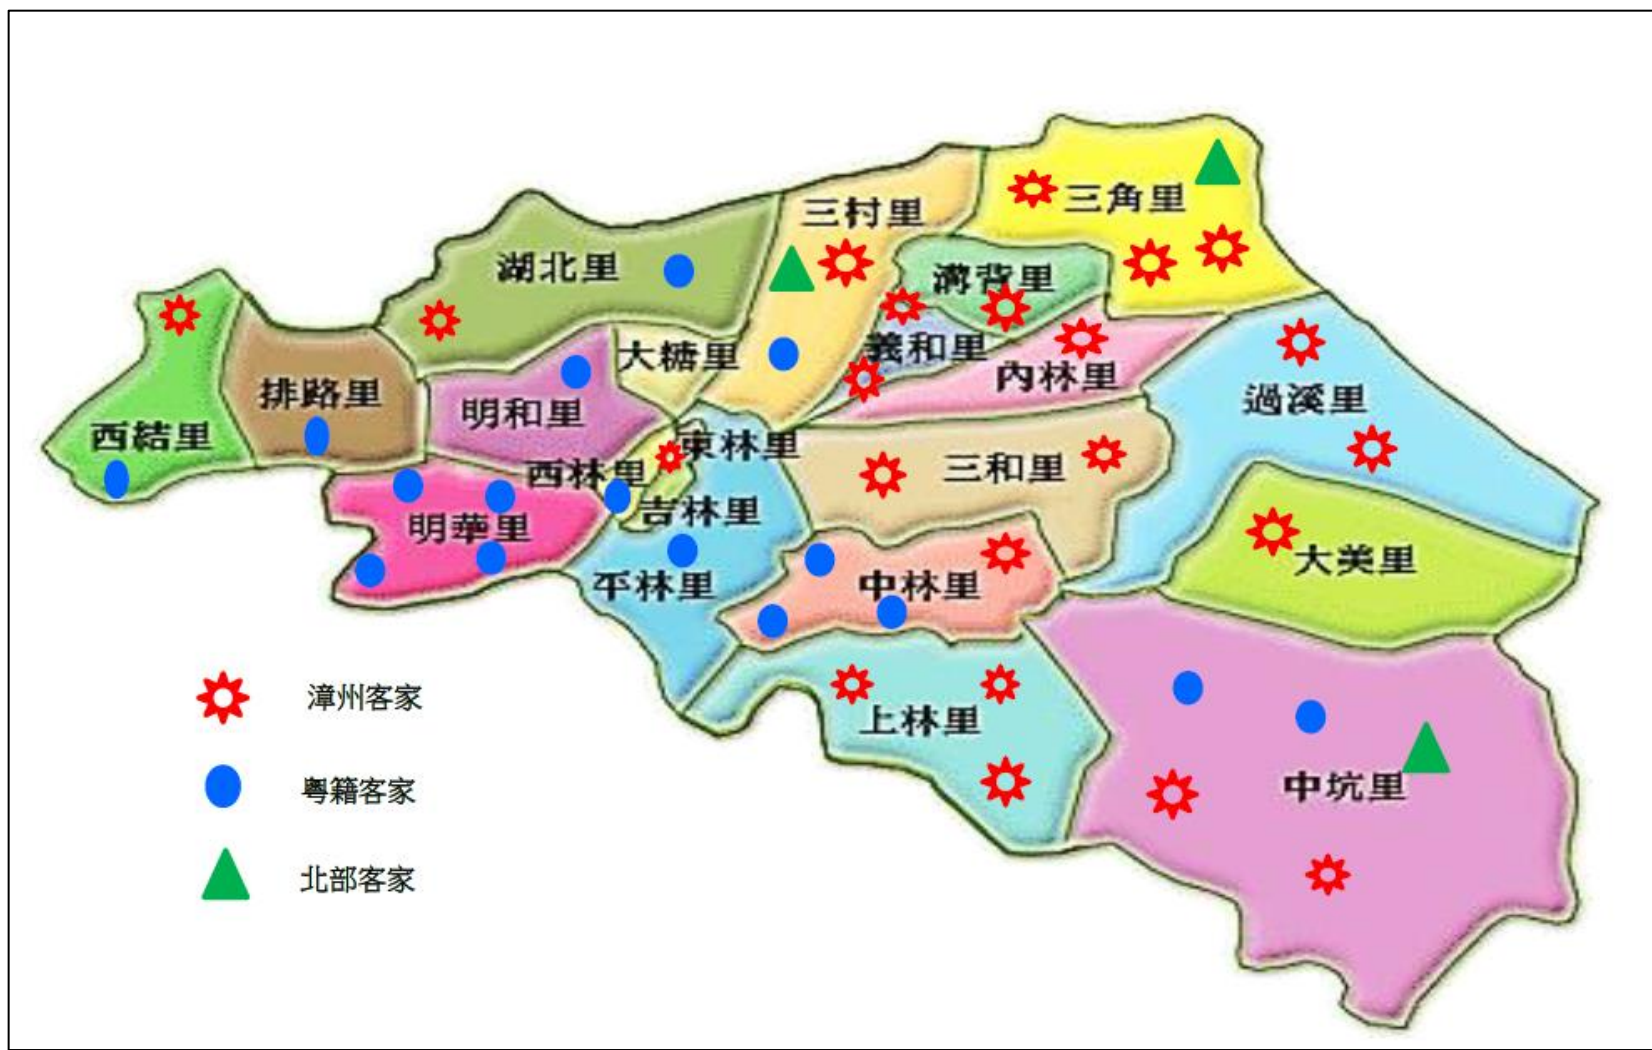 三角里
三村里
湖北里
溝背里
義和里
大糖里
內林里
排路里
過溪里
明和里
西結里
東林里
三和里
西林里
吉林里
明華里
大美里
平林里
中林里
漳州客家
上林里
粵籍客家
中坑里
北部客家